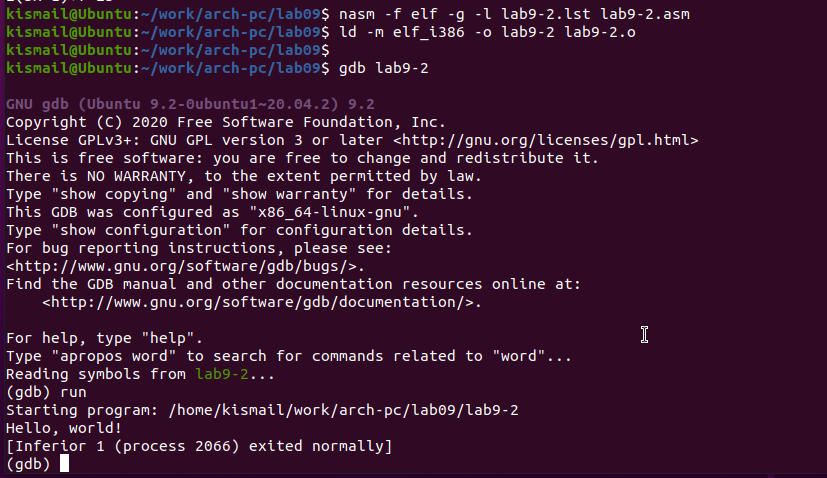 kismail@Ubuntu:~/work/arch-pc/lab09$ nasm -f elf -g -l lab9-2.lst lab9-2.asm
kismail@Ubuntu:~/work/arch-pc/lab09$ ld -m elf_i386 -o lab9-2 lab9-2.o
kismail@Ubuntu:~/work/arch-pc/lab09$
kismail@Ubuntu:~/work/arch-pc/lab09$ gdb lab9-2
GNU gdb (Ubuntu 9.2-0ubuntu1~20.04.2) 9.2
Copyright (C) 2020 Free Software Foundation, Inc.
License GPLv3+: GNU GPL version 3 or later <http://gnu.org/licenses/gpl.html>
This is free software: you are free to change and redistribute it.
There is NO WARRANTY, to the extent permitted by law.
Type "show copying" and "show warranty" for details.
This GDB was configured as "x86_64-linux-gnu".
Type "show configuration" for configuration details.
For bug reporting instructions, please see:
<http://www.gnu.org/software/gdb/bugs/>.
Find the GDB manual and other documentation resources online at:
    <http://www.gnu.org/software/gdb/documentation/>.
For help, type "help".
Type "apropos word" to search for commands related to "word"...
Reading symbols from lab9-2...
(gdb) run
Starting program: /home/kismail/work/arch-pc/lab09/lab9-2
Hello, world!
[Inferior 1 (process 2066) exited normally]
(gdb)